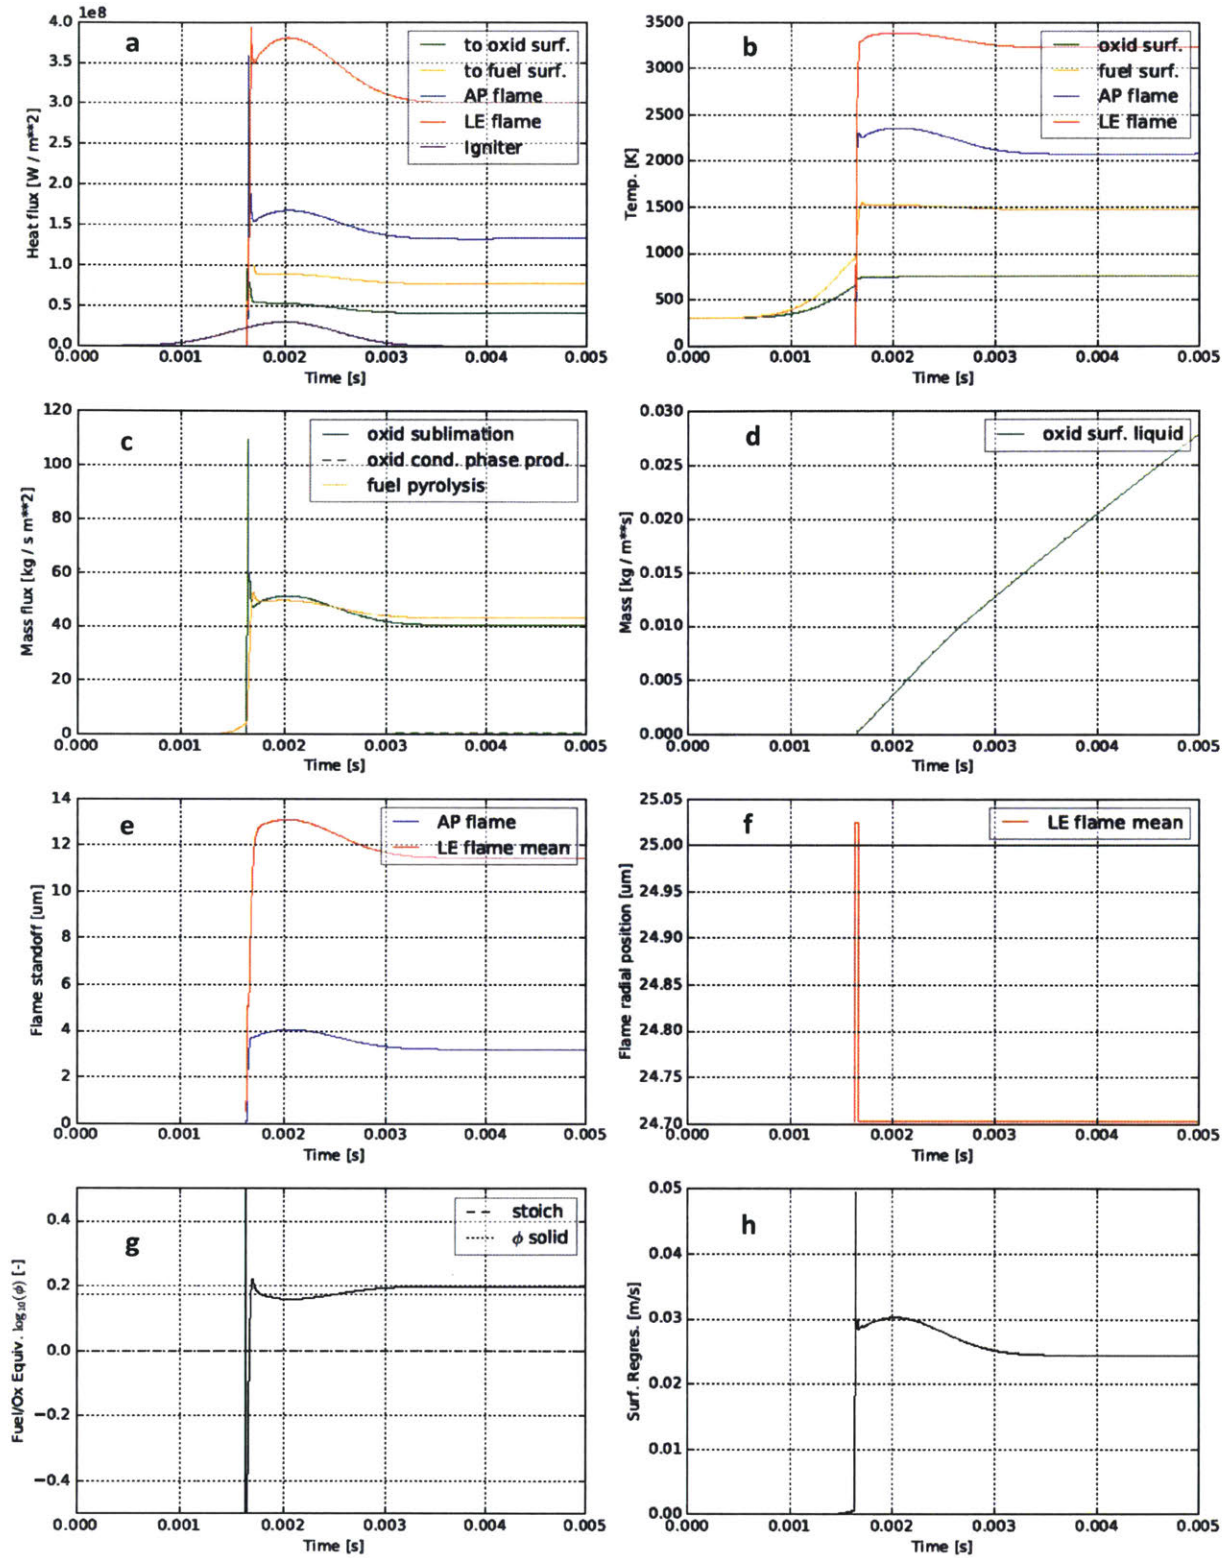 1e8
a
4.0
3.5
3.0
2.5
2.0
1.5
1.0
0.5
0.0
to oxid surf.
to fuel surf.
AP flame
LE flame
Igniter
Heat flux [W / m**2]
0.000 0.001 0.002 0.003 0.004 0.005
Time [s]
b
3500
3000
2500
2000
1500
1000
500
0
oxid surf.
fuel surf.
AP flame
LE flame
Temp. [K]
0.000 0.001 0.002 0.003 0.004 0.005
Time [s]
c
120
100
80
60
40
20
0
oxid sublimation
oxid cond. phase prod.
fuel pyrolysis
Mass flux [kg / s m**2]
0.000 0.001 0.002 0.003 0.004 0.005
Time [s]
d
0.030
0.025
0.020
0.015
0.010
0.005
0.000
oxid surf. liquid
Mass [kg / m**s]
0.000 0.001 0.002 0.003 0.004 0.005
Time [s]
e
14
12
10
8
6
4
2
0
AP flame
LE flame mean
Flame standoff [um]
0.000 0.001 0.002 0.003 0.004 0.005
Time [s]
f
25.05
25.00
24.95
24.90
24.85
24.80
24.75
24.70
LE flame mean
Flame radial position [um]
0.000 0.001 0.002 0.003 0.004 0.005
Time [s]
g
0.4
0.2
0.0
−0.2
−0.4
stoich
ϕ solid
Fuel/Ox Equiv. log₁₀(ϕ) [-]
0.000 0.001 0.002 0.003 0.004 0.005
Time [s]
h
0.05
0.04
0.03
0.02
0.01
0.00
Surf. Regres. [m/s]
0.000 0.001 0.002 0.003 0.004 0.005
Time [s]